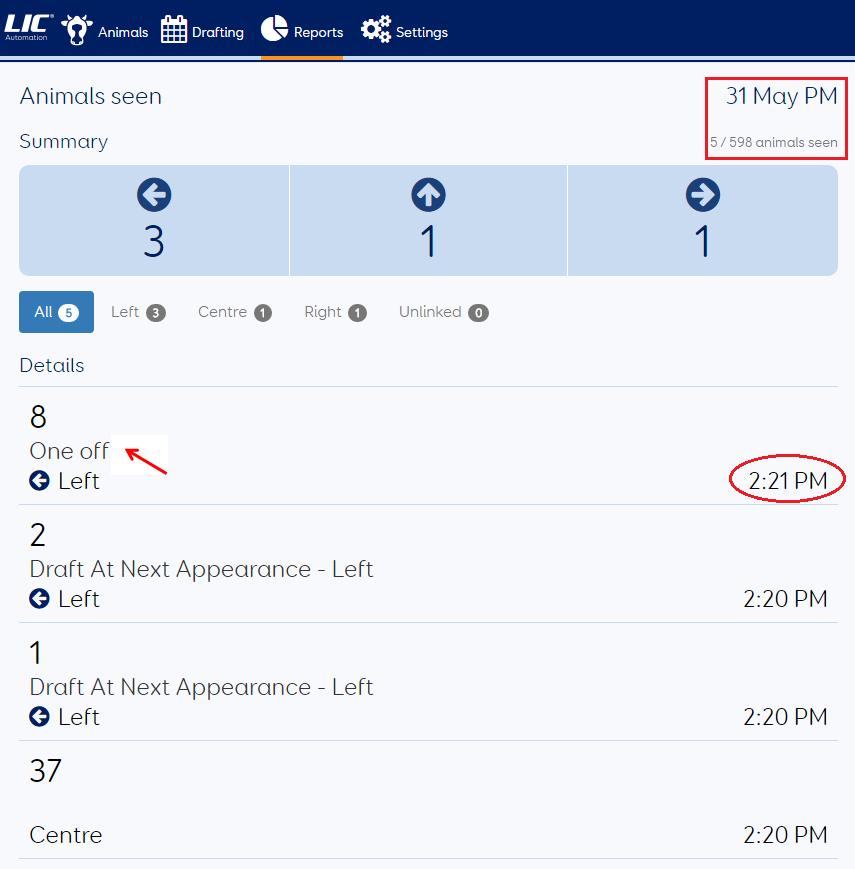 LIC
Automation
Animals
Drafting
Reports
Settings
Animals seen
31 May PM
Summary
5 / 598 animals seen
3
1
1
All 5
Left 3
Centre 1
Right 1
Unlinked 0
Details
8
One off
Left
2:21 PM
2
Draft At Next Appearance - Left
Left
2:20 PM
1
Draft At Next Appearance - Left
Left
2:20 PM
37
Centre
2:20 PM